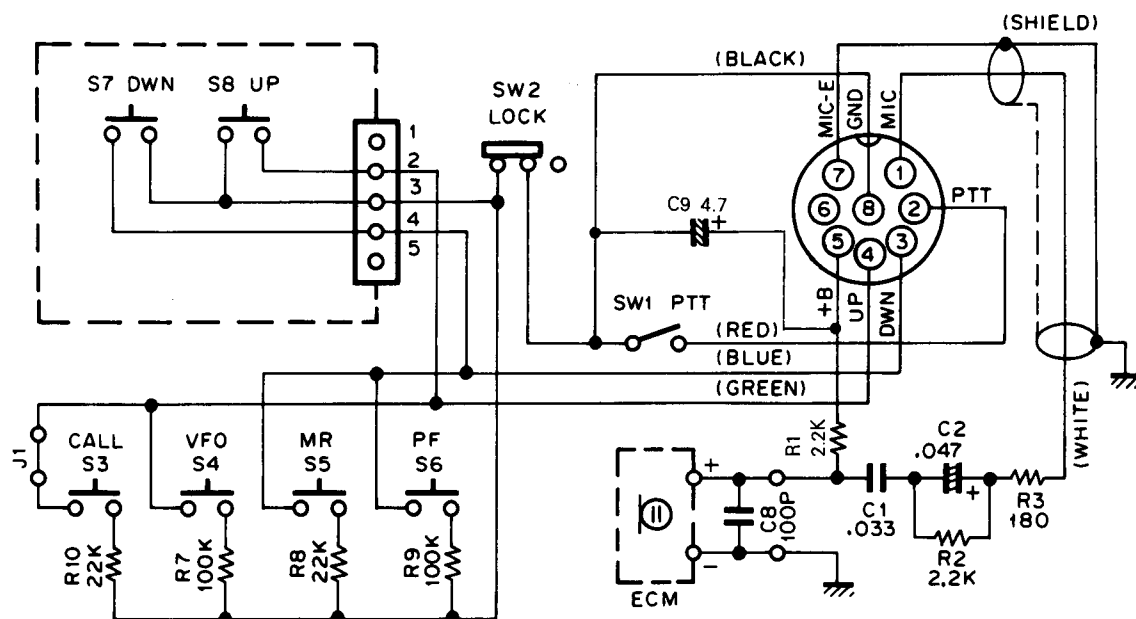 (SHIELD)
(BLACK)
S7 DWN
S8 UP
SW2
LOCK
MIC-E
GND
MIC
1
2
3
4
5
7
1
6
8
2
5
4
3
PTT
C9 4.7
+
+B
UP
DWN
SW1 PTT
(RED)
(BLUE)
(GREEN)
(WHITE)
J1
CALL
S3
VFO
S4
MR
S5
PF
S6
R10
22K
R7
100K
R8
22K
R9
100K
R1
2.2K
+
-
ECM
C8
100P
C1
.033
C2
.047
+
R2
2.2K
R3
180